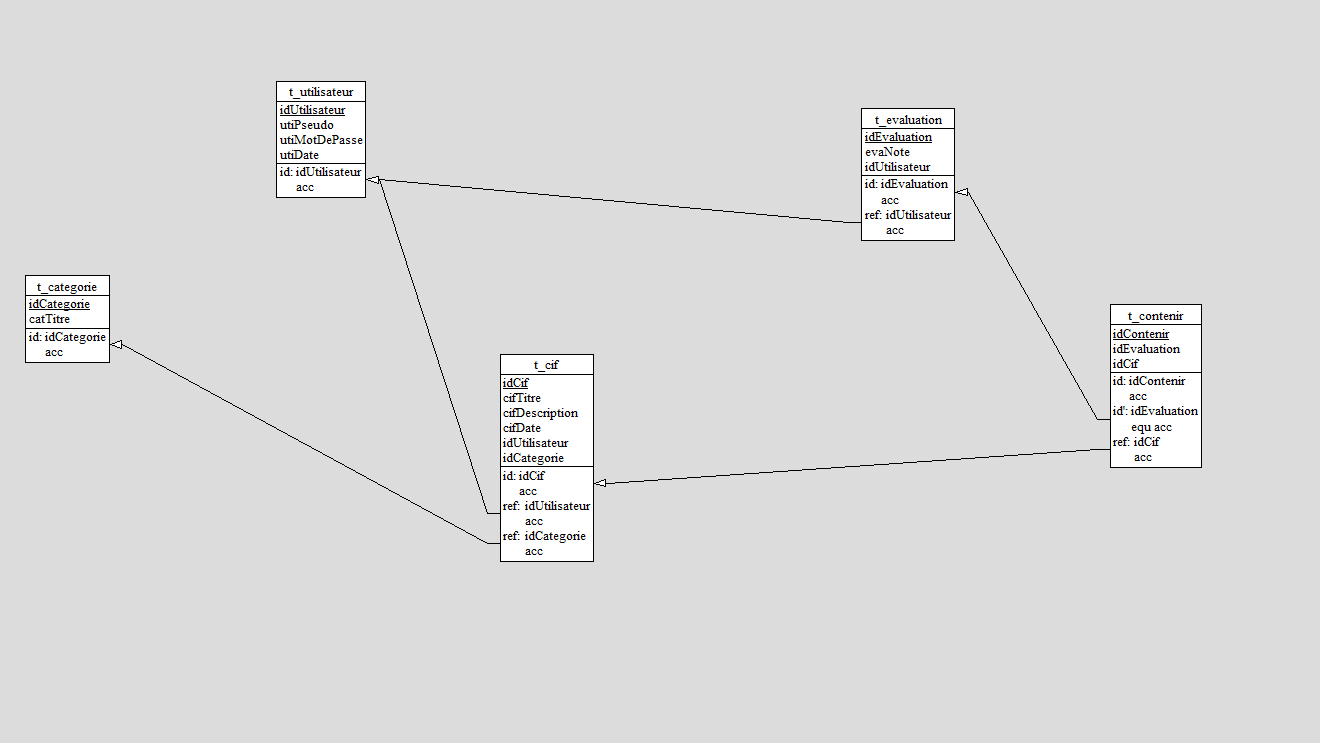 t_utilisateur
idUtilisateur
utiPseudo
utiMotDePasse
utiDate
id: idUtilisateur
acc
t_evaluation
idEvaluation
evaNote
idUtilisateur
id: idEvaluation
acc
ref: idUtilisateur
acc
t_categorie
idCategorie
catTitre
id: idCategorie
acc
t_cif
idCif
cifTitre
cifDescription
cifDate
idUtilisateur
idCategorie
id: idCif
acc
ref: idUtilisateur
acc
ref: idCategorie
acc
t_contenir
idContenir
idEvaluation
idCif
id: idContenir
acc
id': idEvaluation
equ acc
ref: idCif
acc